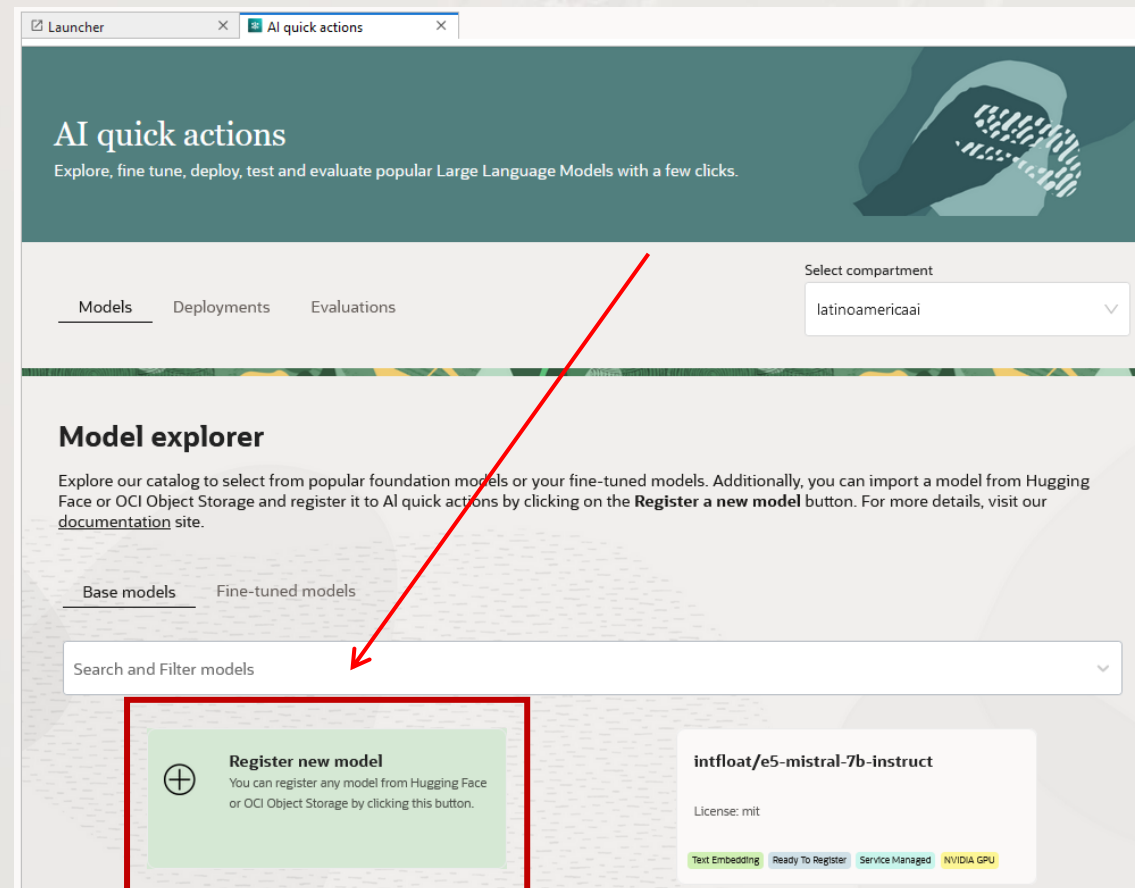 Launcher
AI quick actions
AI quick actions
Explore, fine tune, deploy, test and evaluate popular Large Language Models with a few clicks.
Models
Deployments
Evaluations
Select compartment
latinoamericaai
Model explorer
Explore our catalog to select from popular foundation models or your fine-tuned models. Additionally, you can import a model from Hugging
Face or OCI Object Storage and register it to AI quick actions by clicking on the Register a new model button. For more details, visit our
documentation site.
Base models
Fine-tuned models
Search and Filter models
Register new model
You can register any model from Hugging Face
or OCI Object Storage by clicking this button.
intfloat/e5-mistral-7b-instruct
License: mit
Text Embedding
Ready To Register
Service Managed
NVIDIA GPU